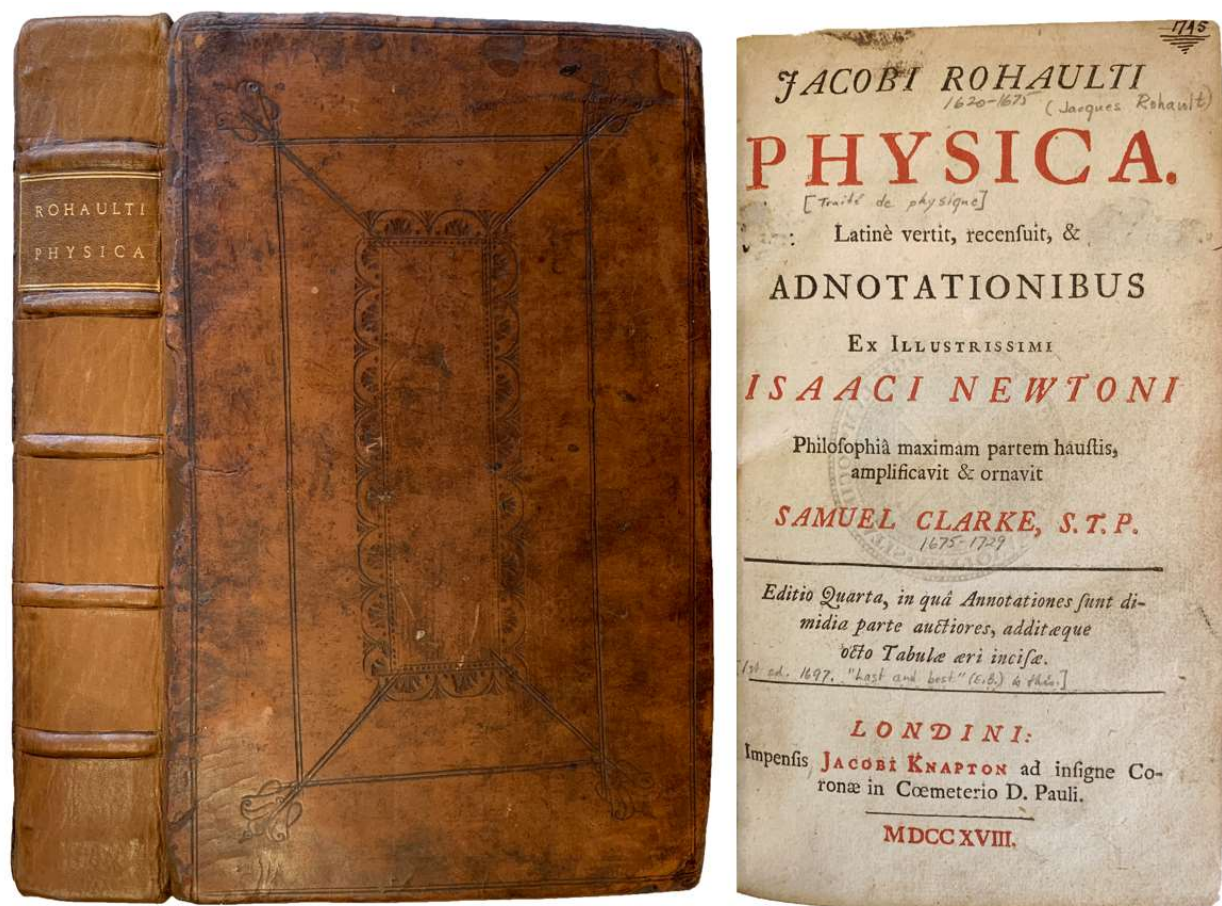 ROHAULTI
PHYSICA
1745
JACOBI ROHAULTI
1620-1675 (Jacques Rohault)
PHYSICA.
[Traité de physique]
Latinè vertit, recenſuit, &
ADNOTATIONIBUS
EX ILLUSTRISSIMI
ISAACI NEWTONI
Philoſophiâ maximam partem hauſtis,
amplificavit & ornavit
SAMUEL CLARKE, S. T. P.
1675-1729
Editio Quarta, in quâ Annotationes ſunt di-
midia parte auctiores, additæque
octo Tabulæ æri inciſæ.
1st ed. 1697. "Last and best" (E.B.) is this.]
LONDINI:
Impenſis JACOBI KNAPTON ad inſigne Co-
ronæ in Cœmeterio D. Pauli.
MDCCXVIII.